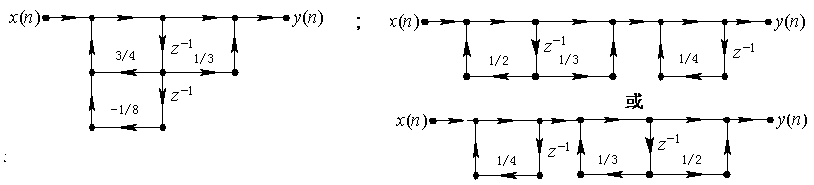 x(n) y(n) ; x(n) y(n)
3/4 z⁻¹ 1/3 1/2 z⁻¹ 1/3 1/4 z⁻¹
-1/8 z⁻¹
或
x(n) y(n)
1/4 z⁻¹ 1/3 z⁻¹ 1/2
;